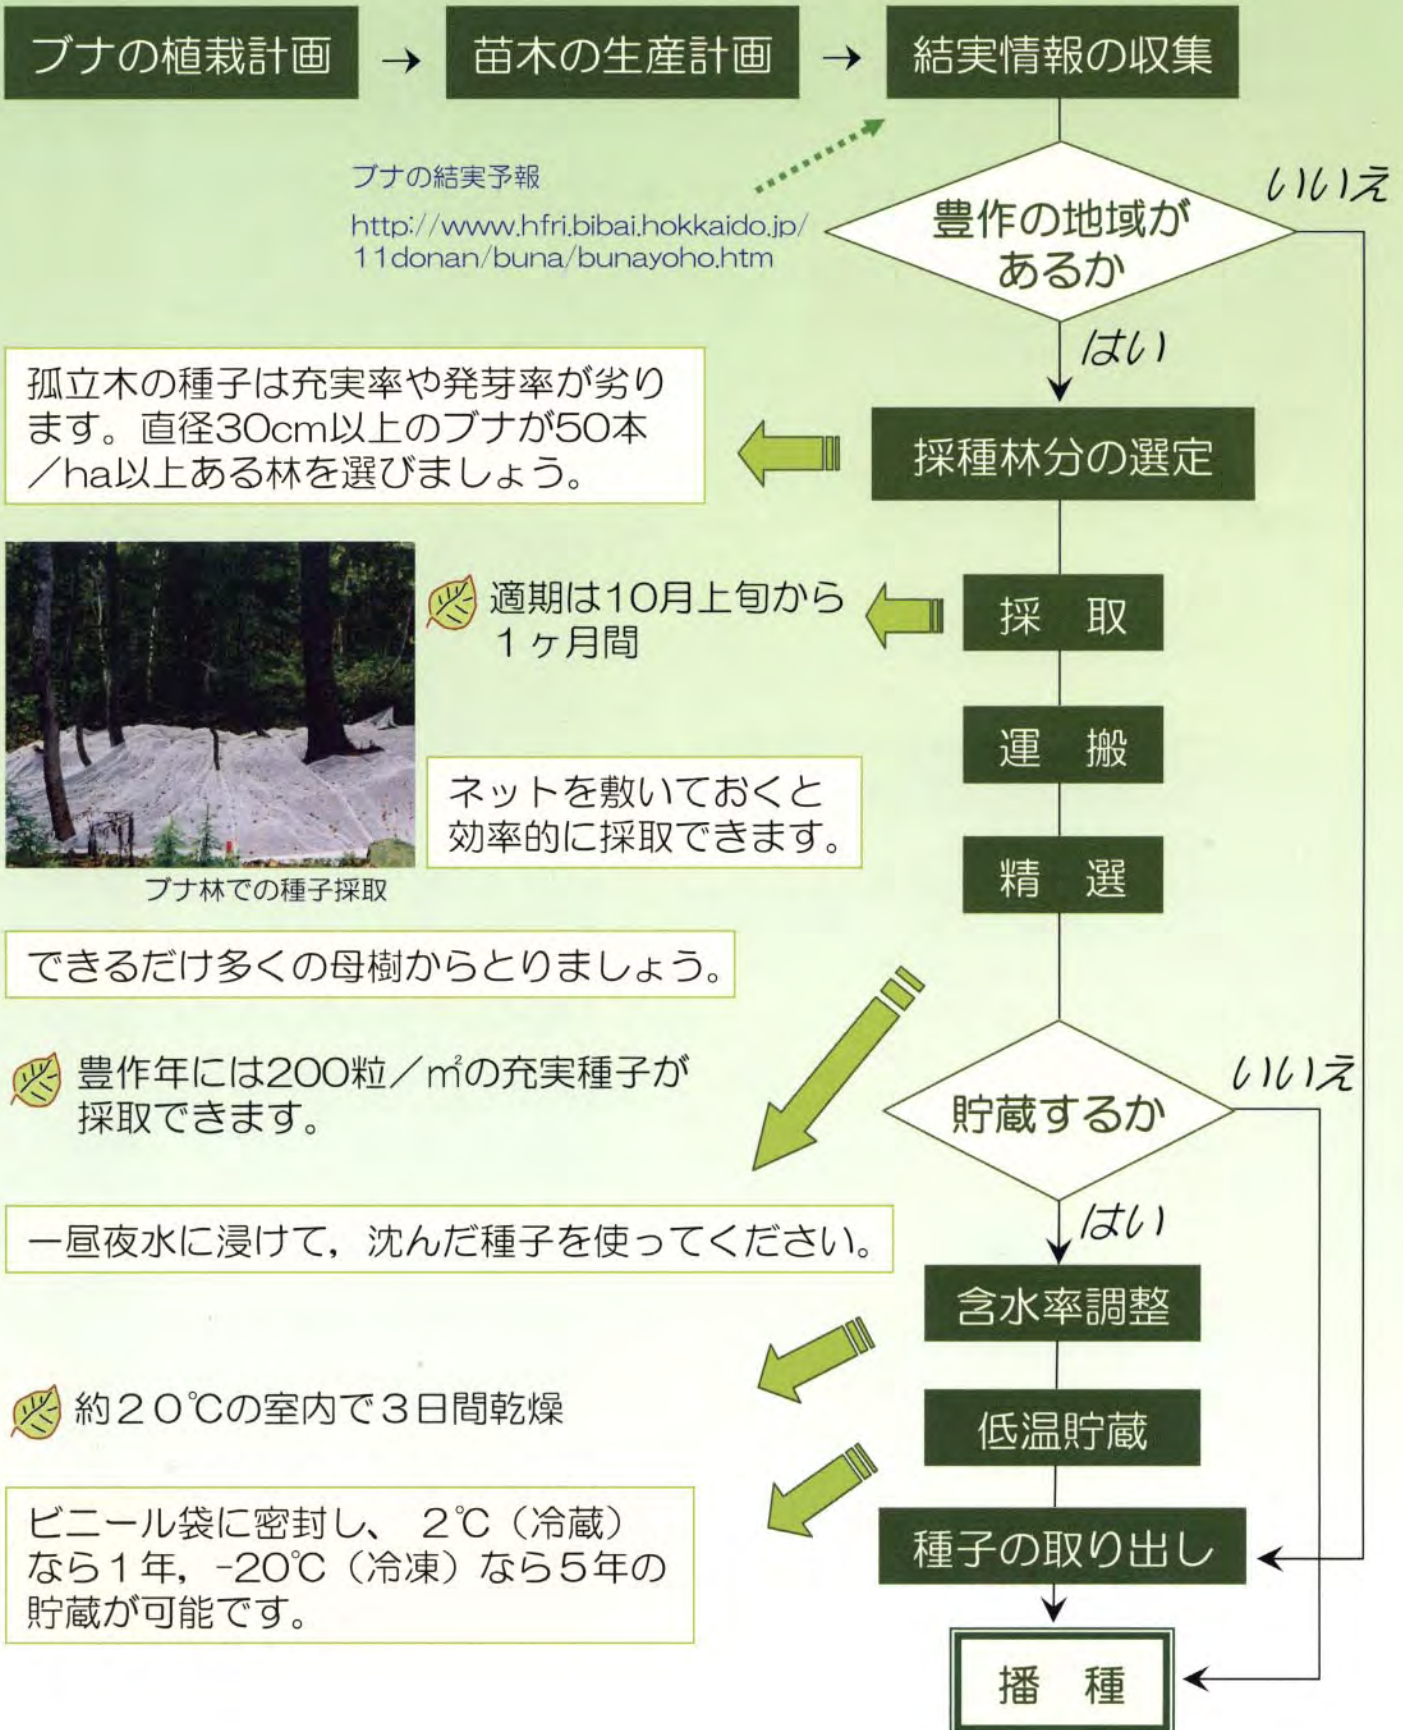 ブナの植栽計画 → 苗木の生産計画 → 結実情報の収集
ブナの結実予報
http://www.hfri.bibai.hokkaido.jp/
11donan/buna/bunayoho.htm
豊作の地域が
あるか
いいえ
はい
孤立木の種子は充実率や発芽率が劣り
ます。直径30cm以上のブナが50本
／ha以上ある林を選びましょう。
採種林分の選定
適期は10月上旬から
1ヶ月間
採 取
運 搬
ネットを敷いておくと
効率的に採取できます。
精 選
ブナ林での種子採取
できるだけ多くの母樹からとりましょう。
豊作年には200粒／㎡の充実種子が
採取できます。
貯蔵するか
いいえ
はい
一昼夜水に浸けて，沈んだ種子を使ってください。
含水率調整
約２０℃の室内で３日間乾燥
低温貯蔵
ビニール袋に密封し、 2℃（冷蔵）
なら１年，-20℃（冷凍）なら５年の
貯蔵が可能です。
種子の取り出し
播 種